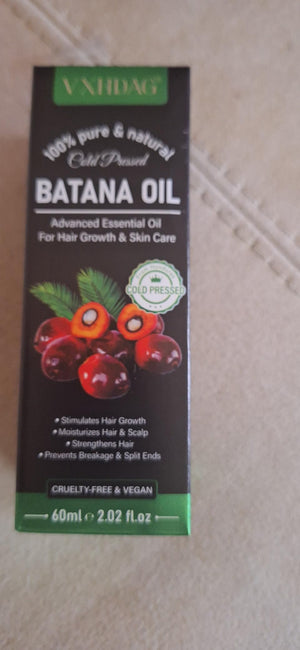 VXHDAG
100% pure & natural
Cold Pressed
BATANA OIL
Advanced Essential Oil
For Hair Growth & Skin Care
COLD PRESSED
• Stimulates Hair Growth
• Moisturizes Hair & Scalp
• Strengthens Hair
• Prevents Breakage & Split Ends
CRUELTY-FREE & VEGAN
60ml e 2.02 fl.oz